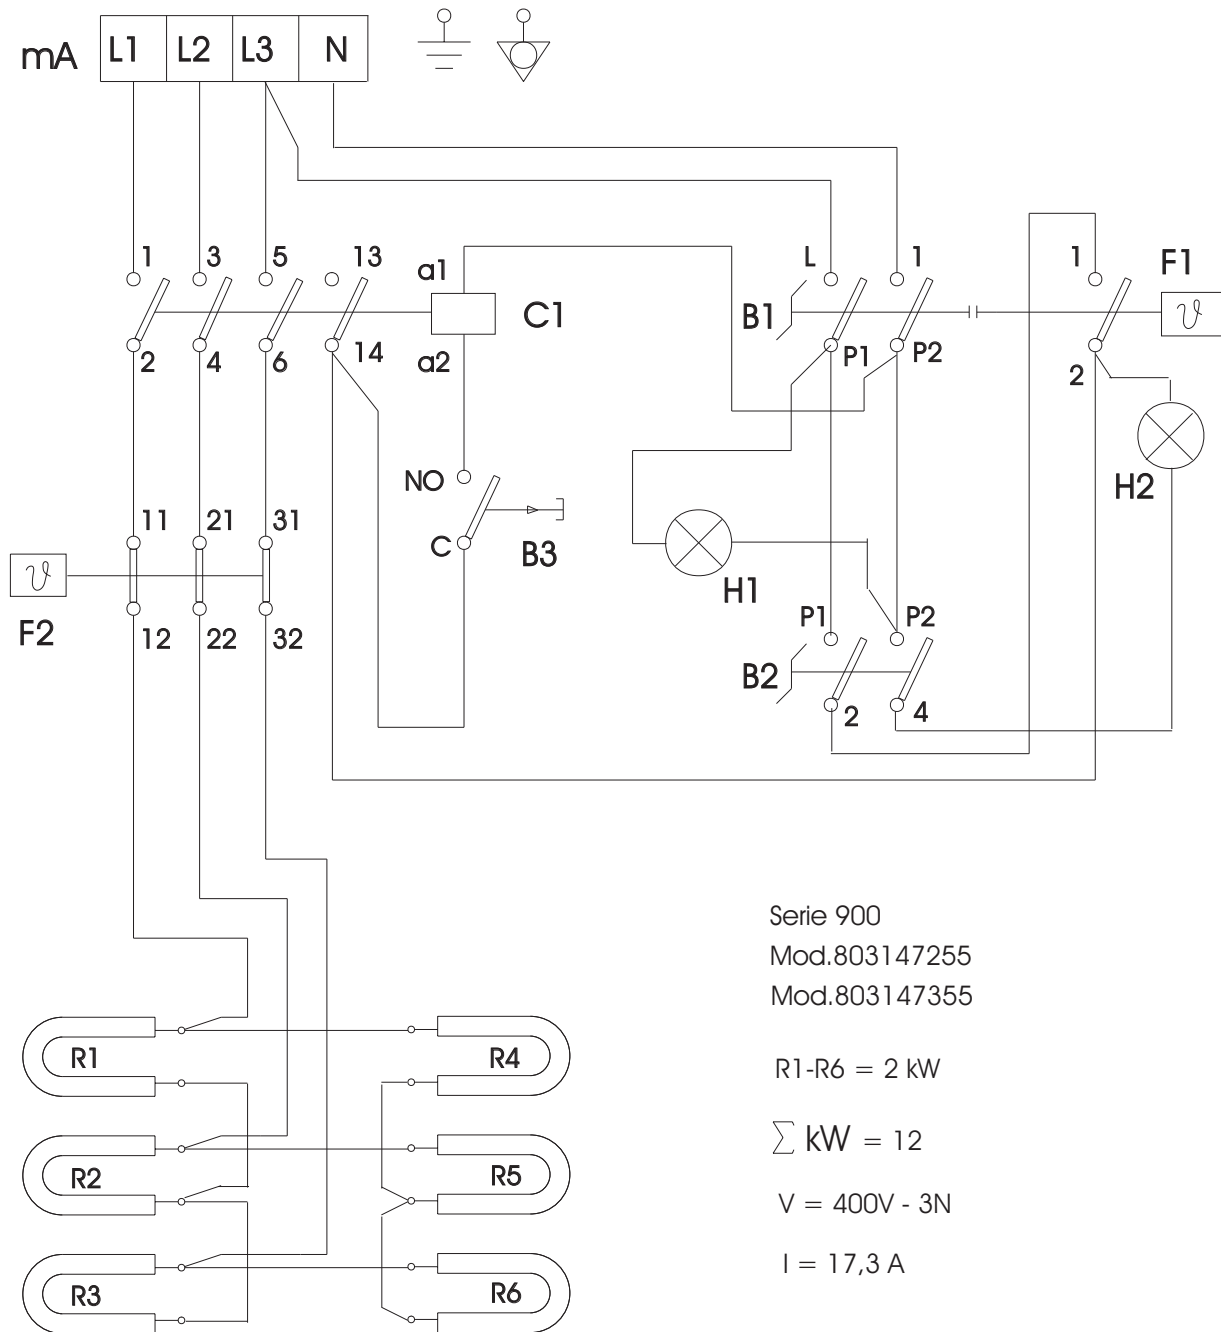 mA L1 L2 L3 N
1 3 5 13 a1 L 1 1 F1
C1 B1 ϑ
2 4 6 14 a2 P1 P2 2
NO H2
11 21 31 C B3
ϑ H1
F2 12 22 32 P1 P2
B2
2 4
Serie 900
Mod.803147255
Mod.803147355
R1 R4
R1-R6 = 2 kW
∑ kW = 12
R2 R5
V = 400V - 3N
I = 17,3 A
R3 R6